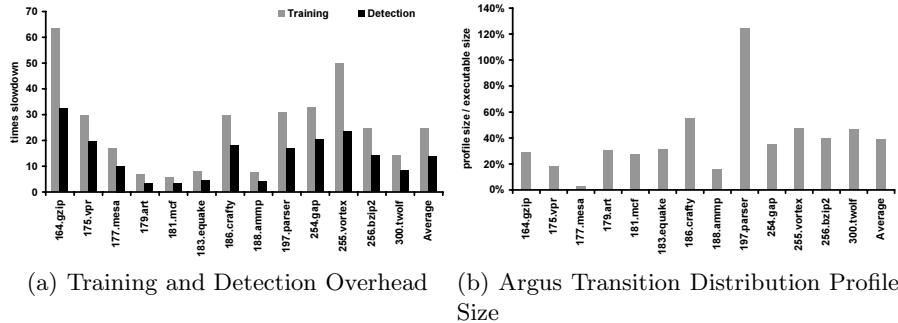 Training Detection
times slowdown
70
60
50
40
30
20
10
0
164.gzip
175.vpr
177.mesa
179.art
181.mcf
183.equake
186.crafty
188.ammp
197.parser
254.gap
255.vortex
256.bzip2
300.twolf
Average
(a) Training and Detection Overhead
profile size / executable size
140%
120%
100%
80%
60%
40%
20%
0%
164.gzip
175.vpr
177.mesa
179.art
181.mcf
183.equake
186.crafty
188.ammp
197.parser
254.gap
255.vortex
256.bzip2
300.twolf
Average
(b) Argus Transition Distribution Profile
Size